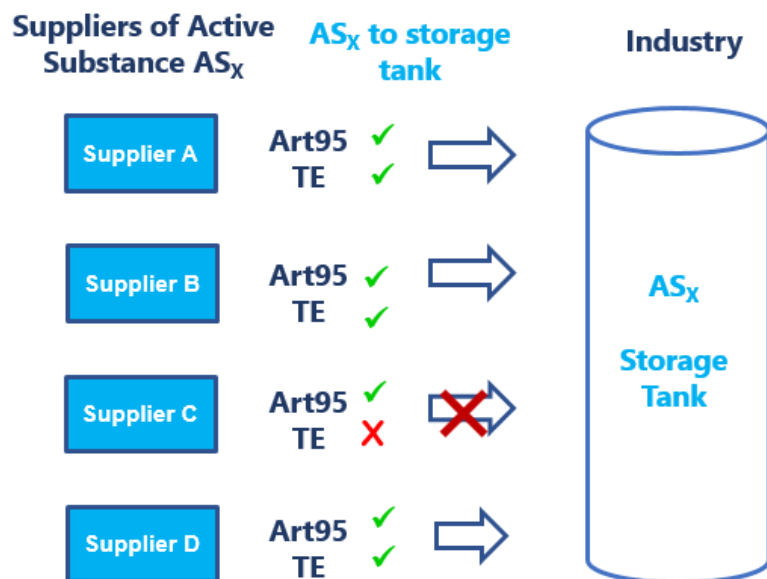 Suppliers of Active
Substance ASX
ASX to storage
tank
Industry
Supplier A
Art95 ✓
TE ✓
Supplier B
Art95 ✓
TE ✓
Supplier C
Art95 ✓
TE X
Supplier D
Art95 ✓
TE ✓
ASX
Storage
Tank